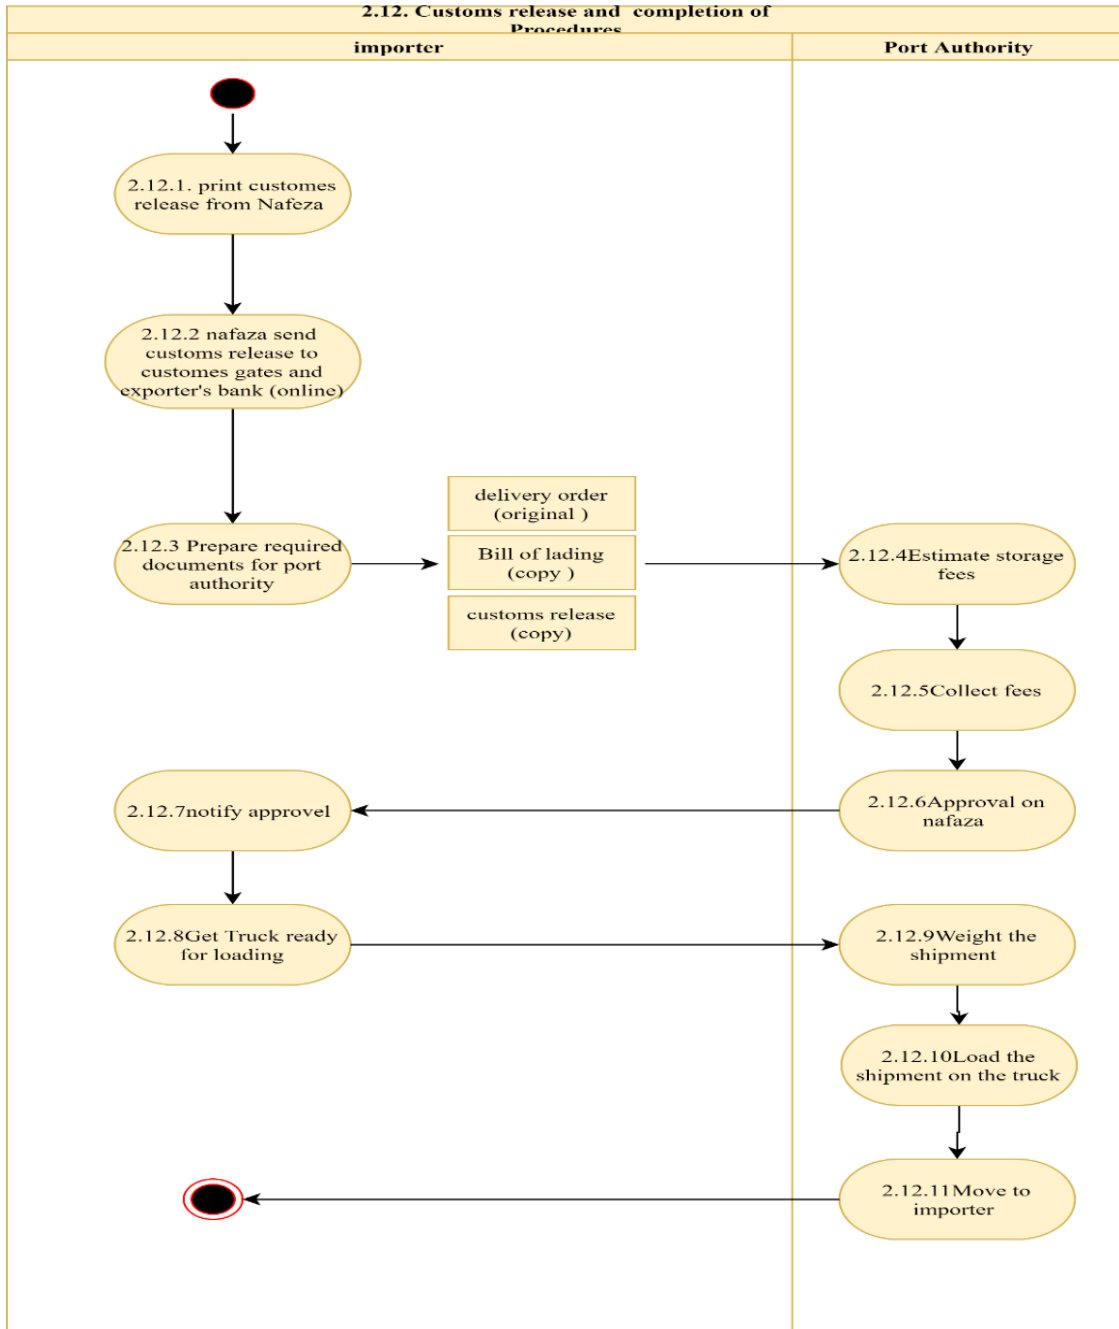 2.12. Customs release and completion of
Procedures
importer
Port Authority
2.12.1. print customes
release from Nafeza
2.12.2 nafaza send
customs release to
customes gates and
exporter's bank (online)
2.12.3 Prepare required
documents for port
authority
delivery order
(original )
Bill of lading
(copy )
customs release
(copy)
2.12.4Estimate storage
fees
2.12.5Collect fees
2.12.6Approval on
nafaza
2.12.7notify approvel
2.12.8Get Truck ready
for loading
2.12.9Weight the
shipment
2.12.10Load the
shipment on the truck
2.12.11Move to
importer